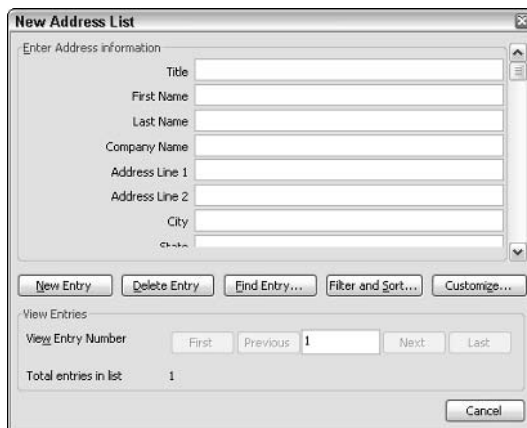 New Address List
Enter Address information
Title
First Name
Last Name
Company Name
Address Line 1
Address Line 2
City
State
New Entry Delete Entry Find Entry... Filter and Sort... Customize...
View Entries
View Entry Number First Previous 1 Next Last
Total entries in list 1
Cancel